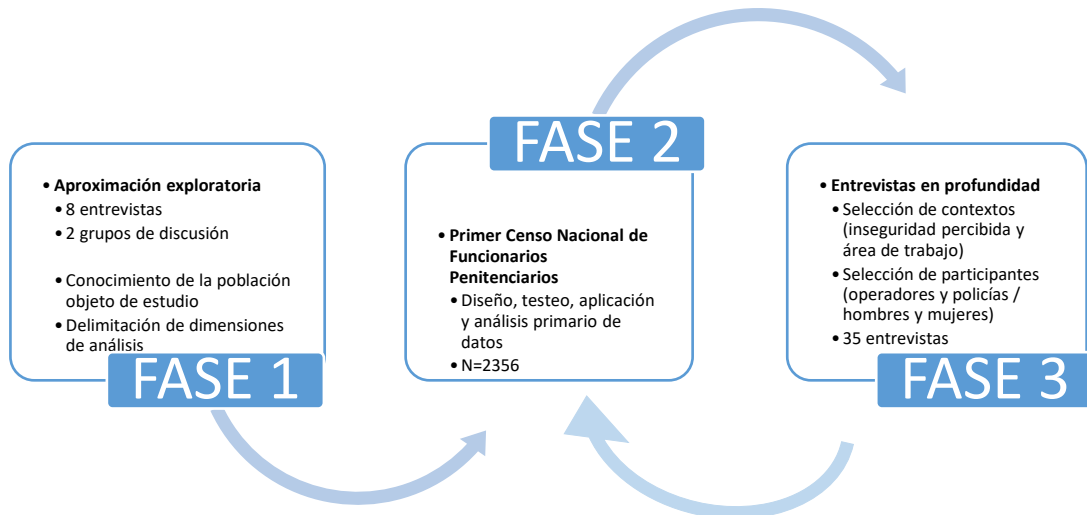 • Aproximación exploratoria
• 8 entrevistas
• 2 grupos de discusión
• Conocimiento de la población
objeto de estudio
• Delimitación de dimensiones
de análisis
FASE 1
FASE 2
• Primer Censo Nacional de
Funcionarios
Penitenciarios
• Diseño, testeo, aplicación
y análisis primario de
datos
• N=2356
• Entrevistas en profundidad
• Selección de contextos
(inseguridad percibida y
área de trabajo)
• Selección de participantes
(operadores y policías /
hombres y mujeres)
• 35 entrevistas
FASE 3